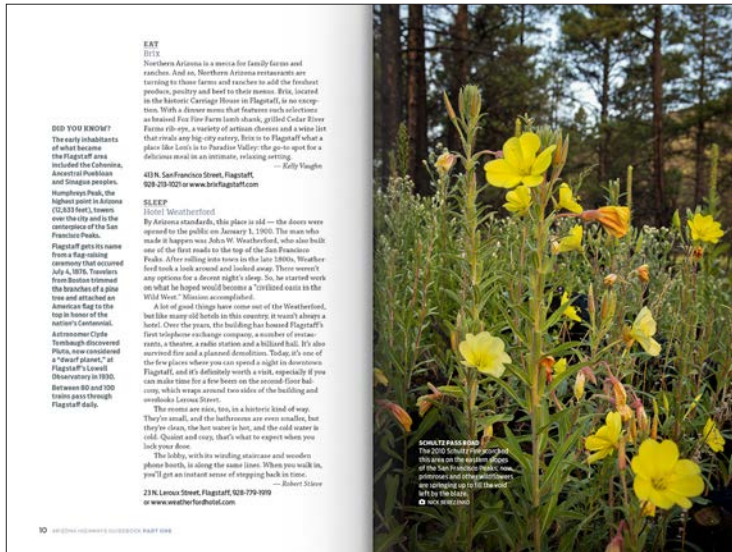 EAT
Brix
Northern Arizona is a mecca for family farms and
ranches. And so, Northern Arizona restaurants are
turning to those farms and ranches to add the freshest
produce, poultry and beef to their menus. Brix, located
in the historic Carriage House in Flagstaff, is no excep-
tion. With a dinner menu that features such selections
as braised Fox Fire Farm lamb shank, grilled Cedar River
Farms rib-eye, a variety of artisan cheeses and a wine list
that rivals any big-city eatery, Brix is to Flagstaff what a
place like Lon's is to Paradise Valley: the go-to spot for a
delicious meal in an intimate, relaxing setting.
— Kelly Vaughn
413 N. San Francisco Street, Flagstaff,
928-213-1021 or www.brixflagstaff.com
SLEEP
Hotel Weatherford
By Arizona standards, this place is old — the doors were
opened to the public on January 1, 1900. The man who
made it happen was John W. Weatherford, who also built
one of the first roads to the top of the San Francisco
Peaks. After rolling into town in the late 1800s, Weather-
ford took a look around and looked away. There weren't
any options for a decent night's sleep. So, he started work
on what he hoped would become a "civilized oasis in the
Wild West." Mission accomplished.
A lot of good things have come out of the Weatherford,
but like many old hotels in this country, it wasn't always a
hotel. Over the years, the building has housed Flagstaff's
first telephone exchange company, a number of restau-
rants, a theater, a radio station and a billiard hall. It's also
survived fire and a planned demolition. Today, it's one of
the few places where you can spend a night in downtown
Flagstaff, and it's definitely worth a visit, especially if you
can make time for a few beers on the second-floor bal-
cony, which wraps around two sides of the building and
overlooks Leroux Street.
The rooms are nice, too, in a historic kind of way.
They're small, and the bathrooms are even smaller, but
they're clean, the hot water is hot, and the cold water is
cold. Quaint and cozy, that's what to expect when you
lock your door.
The lobby, with its winding staircase and wooden
phone booth, is along the same lines. When you walk in,
you'll get an instant sense of stepping back in time.
— Robert Stieve
23 N. Leroux Street, Flagstaff, 928-779-1919
or www.weatherfordhotel.com
DID YOU KNOW?
The early inhabitants
of what became
the Flagstaff area
included the Cohonina,
Ancestral Puebloan
and Sinagua peoples.
Humphreys Peak, the
highest point in Arizona
(12,633 feet), towers
over the city and is the
centerpiece of the San
Francisco Peaks.
Flagstaff gets its name
from a flag-raising
ceremony that occurred
July 4, 1876. Travelers
from Boston trimmed
the branches of a pine
tree and attached an
American flag to the
top in honor of the
nation's Centennial.
Astronomer Clyde
Tombaugh discovered
Pluto, now considered
a "dwarf planet," at
Flagstaff's Lowell
Observatory in 1930.
Between 80 and 100
trains pass through
Flagstaff daily.
10 ARIZONA HIGHWAYS GUIDEBOOK PART ONE
SCHULTZ PASS ROAD
The 2010 Schultz Fire scorched
this area on the eastern slopes
of the San Francisco Peaks; now,
primroses and other wildflowers
are springing up to fill the void
left by the blaze.
NICK BEREZENKO